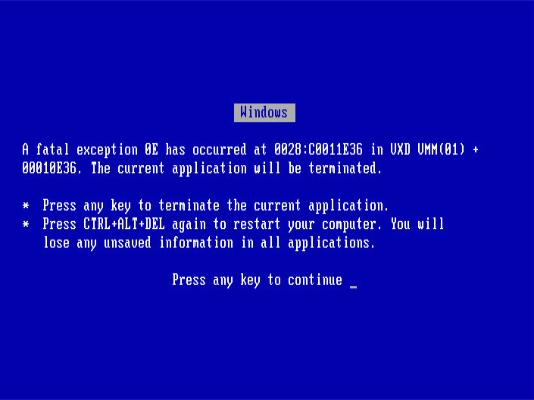 Windows
A fatal exception 0E has occurred at 0028:C0011E36 in VXD VMM(01) +
00010E36. The current application will be terminated.
* Press any key to terminate the current application.
* Press CTRL+ALT+DEL again to restart your computer. You will
lose any unsaved information in all applications.
Press any key to continue _